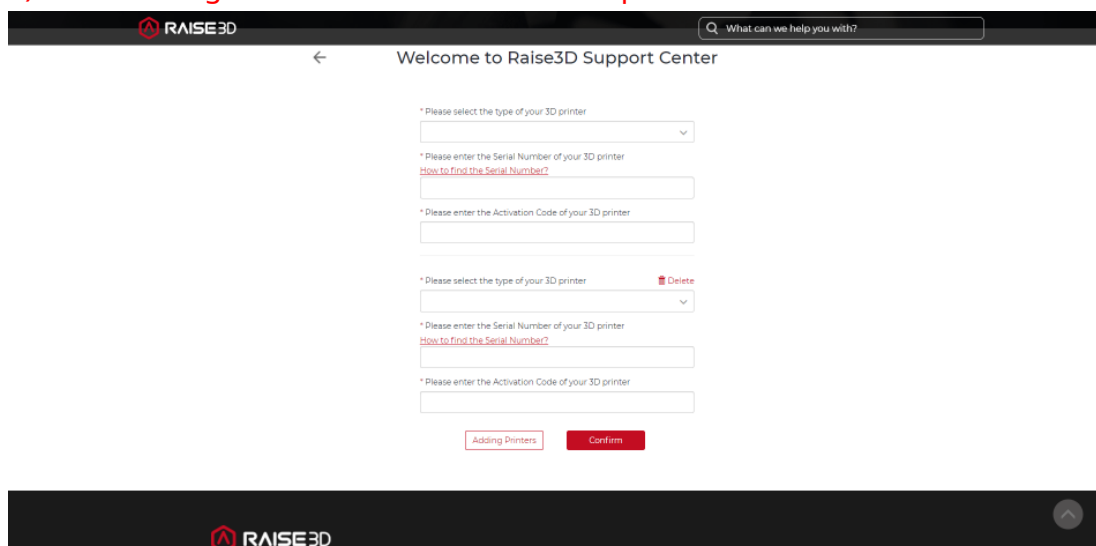 RAISE3D
What can we help you with?
Welcome to Raise3D Support Center
* Please select the type of your 3D printer
* Please enter the Serial Number of your 3D printer
How to find the Serial Number?
* Please enter the Activation Code of your 3D printer
* Please select the type of your 3D printer
Delete
* Please enter the Serial Number of your 3D printer
How to find the Serial Number?
* Please enter the Activation Code of your 3D printer
Adding Printers
Confirm
RAISE3D